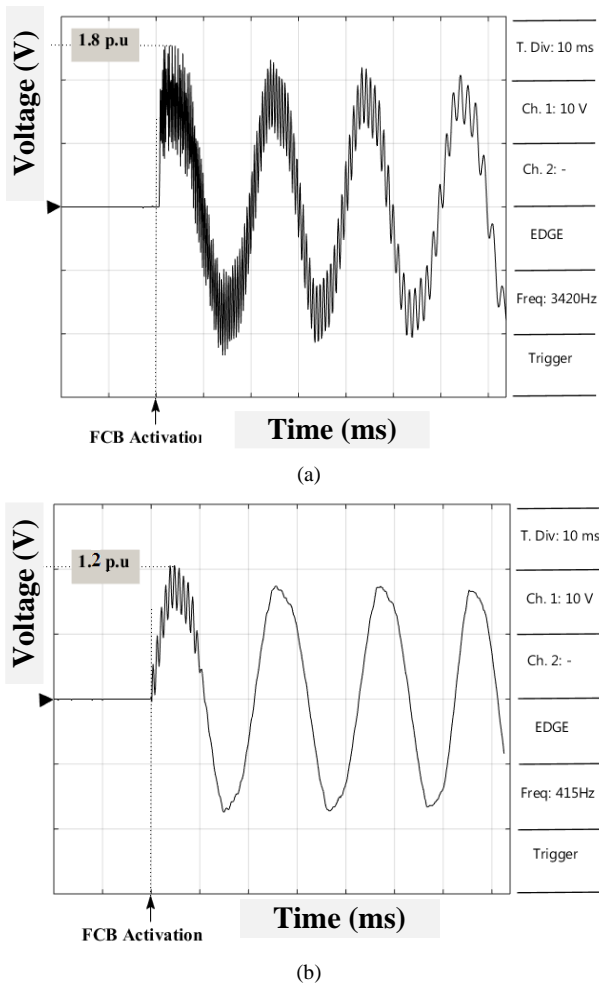 1.8 p.u
Voltage (V)
T. Div: 10 ms
Ch. 1: 10 V
Ch. 2: -
EDGE
Freq: 3420Hz
Trigger
FCB Activatio
Time (ms)
(a)
1.2 p.u
Voltage (V)
T. Div: 10 ms
Ch. 1: 10 V
Ch. 2: -
EDGE
Freq: 415Hz
Trigger
FCB Activation
Time (ms)
(b)